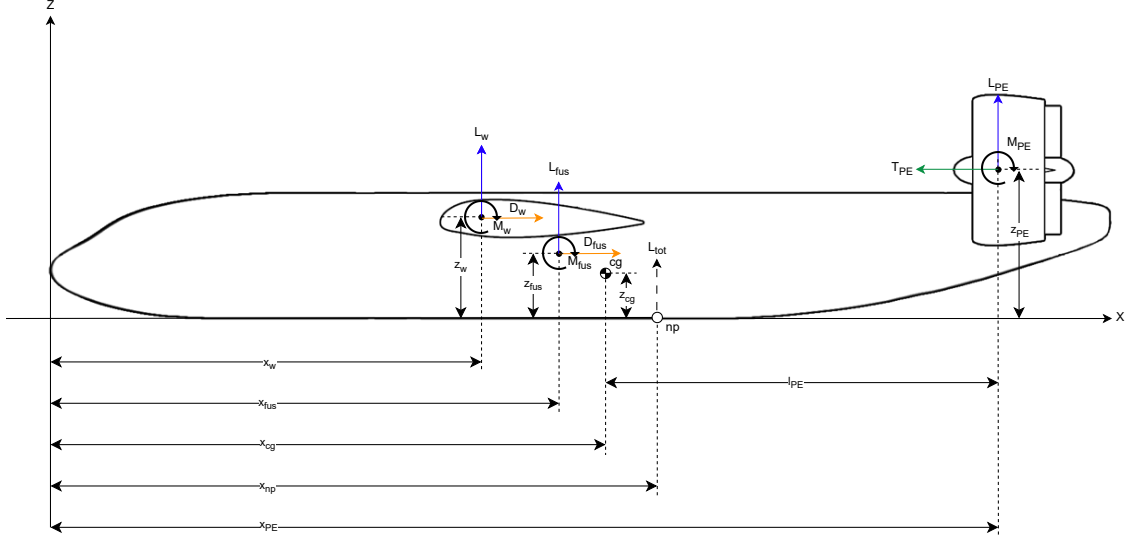 Z
L_PE
L_w
M_PE
L_fus
T_PE
D_w
M_w
z_PE
D_fus
L_tot
M_fus
cg
z_w
z_fus
z_cg
X
np
x_w
l_PE
x_fus
x_cg
x_np
x_PE